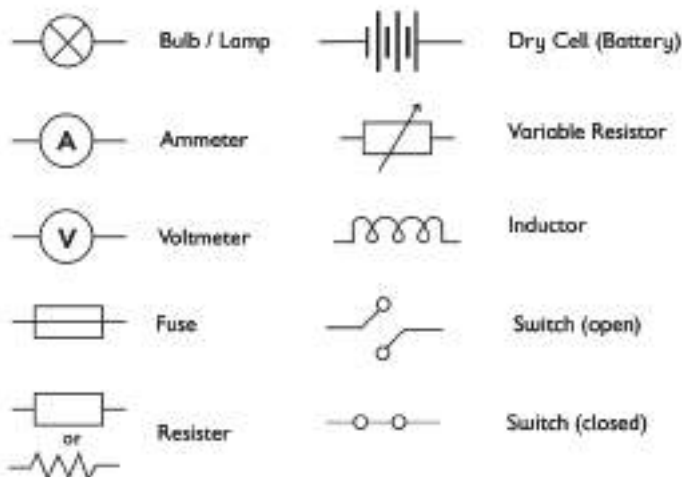 Bulb / Lamp
Dry Cell (Battery)
A
Ammeter
Variable Resistor
V
Voltmeter
Inductor
Fuse
Switch (open)
or
Resister
Switch (closed)